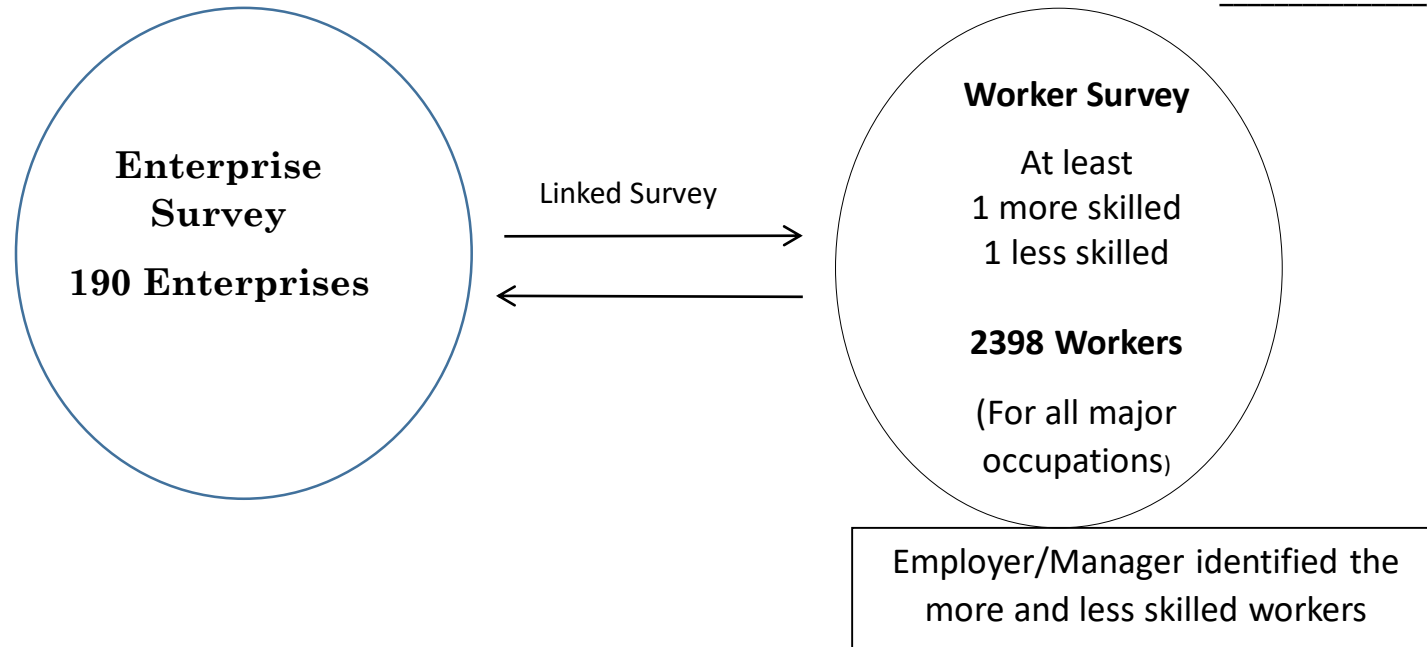 Enterprise
Survey
190 Enterprises
Linked Survey
Worker Survey
At least
1 more skilled
1 less skilled
2398 Workers
(For all major
occupations)
Employer/Manager identified the
more and less skilled workers